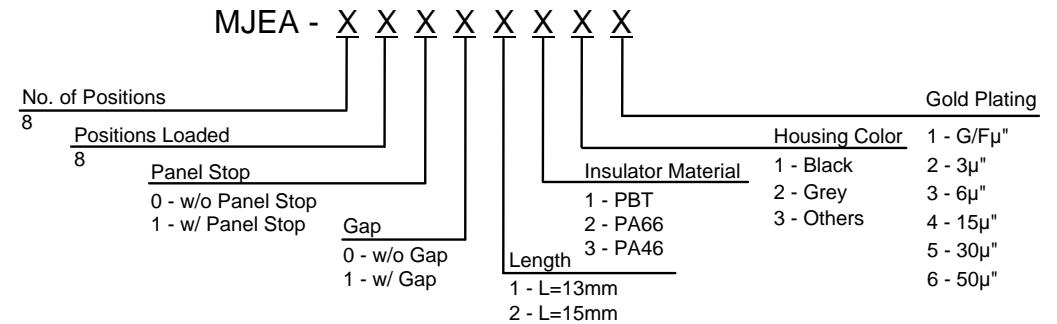 MJEA - X X X X X X X X
No. of Positions
8
Positions Loaded
8
Panel Stop
0 - w/o Panel Stop
1 - w/ Panel Stop
Gap
0 - w/o Gap
1 - w/ Gap
Length
1 - L=13mm
2 - L=15mm
Insulator Material
1 - PBT
2 - PA66
3 - PA46
Housing Color
1 - Black
2 - Grey
3 - Others
Gold Plating
1 - G/Fµ"
2 - 3µ"
3 - 6µ"
4 - 15µ"
5 - 30µ"
6 - 50µ"